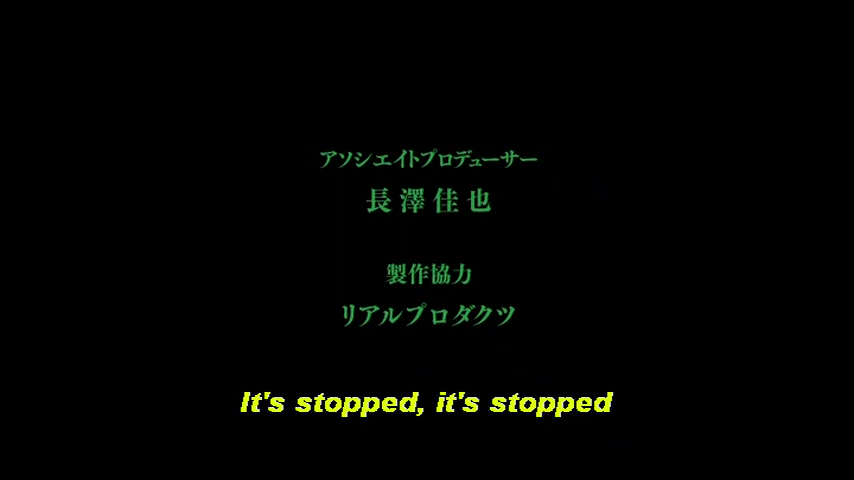 アソシエイトプロデューサー
長澤佳也
製作協力
リアルプロダクツ
It's stopped, it's stopped